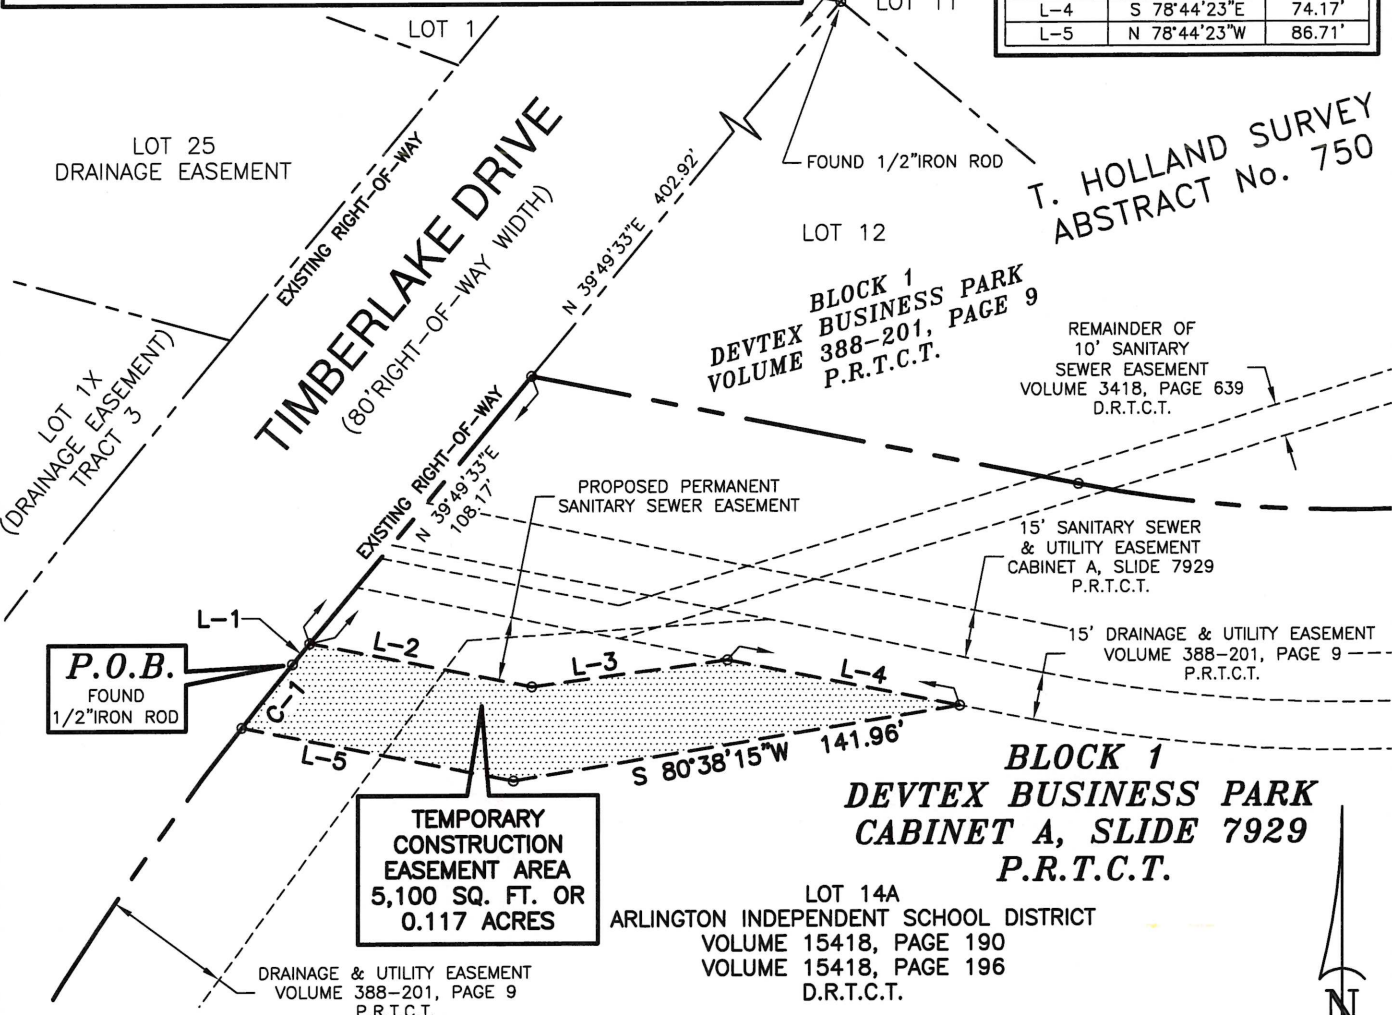 LOT 1
LOT 11
L-4 S 78°44'23"E 74.17'
L-5 N 78°44'23"W 86.71'
LOT 25
DRAINAGE EASEMENT
EXISTING RIGHT-OF-WAY
TIMBERLAKE DRIVE
(80'RIGHT-OF-WAY WIDTH)
N 39°49'33"E 402.92'
FOUND 1/2"IRON ROD
T. HOLLAND SURVEY
ABSTRACT No. 750
LOT 12
BLOCK 1
DEVTEX BUSINESS PARK
VOLUME 388-201, PAGE 9
P.R.T.C.T.
REMAINDER OF
10' SANITARY
SEWER EASEMENT
VOLUME 3418, PAGE 639
D.R.T.C.T.
LOT 1X
(DRAINAGE EASEMENT)
TRACT 3
EXISTING RIGHT-OF-WAY
N 39°49'33"E
108.17'
PROPOSED PERMANENT
SANITARY SEWER EASEMENT
15' SANITARY SEWER
& UTILITY EASEMENT
CABINET A, SLIDE 7929
P.R.T.C.T.
15' DRAINAGE & UTILITY EASEMENT
VOLUME 388-201, PAGE 9
P.R.T.C.T.
L-1
P.O.B.
FOUND
1/2"IRON ROD
L-2
L-3
L-4
C-1
L-5
S 80°38'15"W 141.96'
TEMPORARY
CONSTRUCTION
EASEMENT AREA
5,100 SQ. FT. OR
0.117 ACRES
BLOCK 1
DEVTEX BUSINESS PARK
CABINET A, SLIDE 7929
P.R.T.C.T.
LOT 14A
ARLINGTON INDEPENDENT SCHOOL DISTRICT
VOLUME 15418, PAGE 190
VOLUME 15418, PAGE 196
D.R.T.C.T.
DRAINAGE & UTILITY EASEMENT
VOLUME 388-201, PAGE 9
P.R.T.C.T.
N